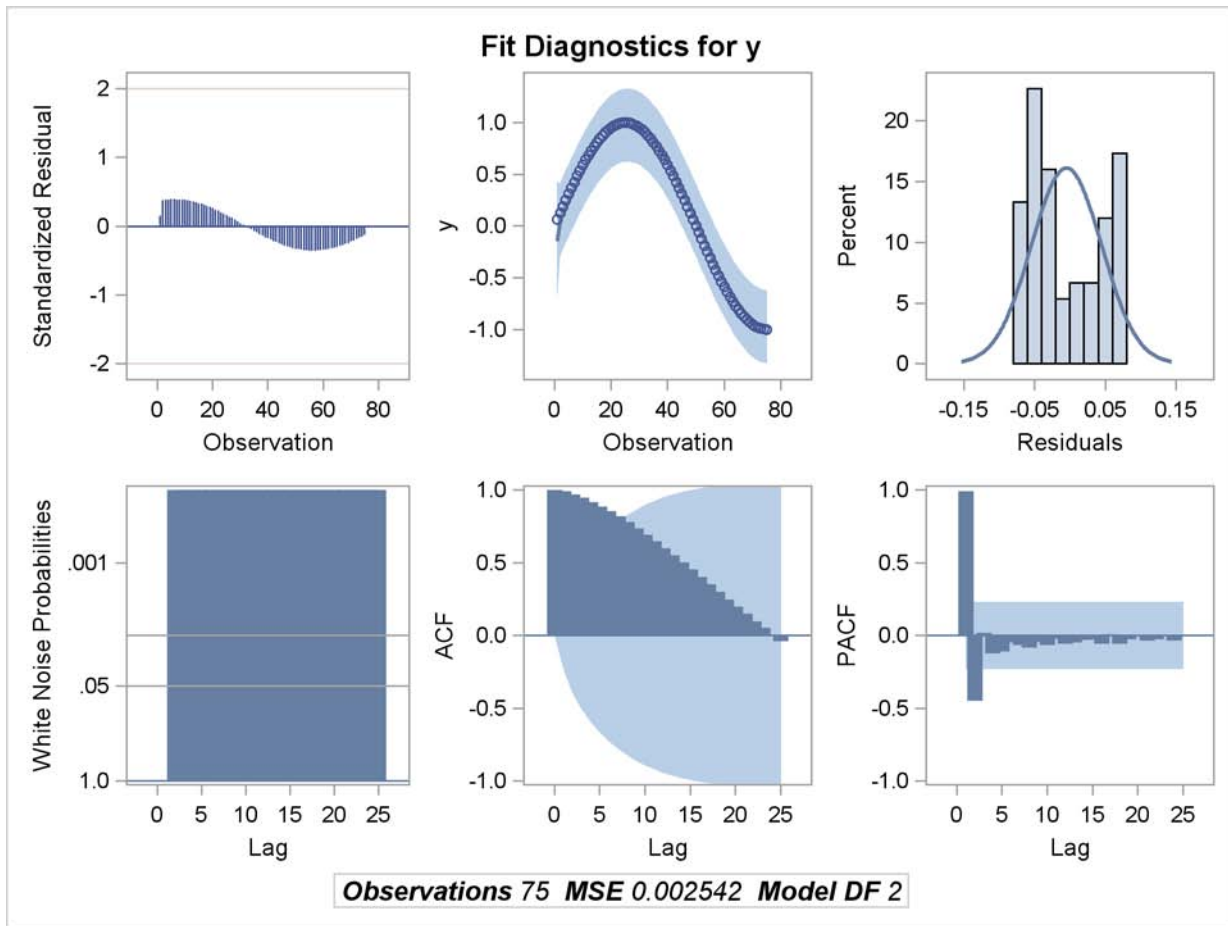 Fit Diagnostics for y
Standardized Residual
2
1
0
-1
-2
0 20 40 60 80
Observation
y
1.0
0.5
0.0
-0.5
-1.0
0 20 40 60 80
Observation
Percent
20
15
10
5
0
-0.15 -0.05 0.05 0.15
Residuals
White Noise Probabilities
.001
.05
1.0
0 5 10 15 20 25
Lag
ACF
1.0
0.5
0.0
-0.5
-1.0
0 5 10 15 20 25
Lag
PACF
1.0
0.5
0.0
-0.5
-1.0
0 5 10 15 20 25
Lag
Observations 75 MSE 0.002542 Model DF 2